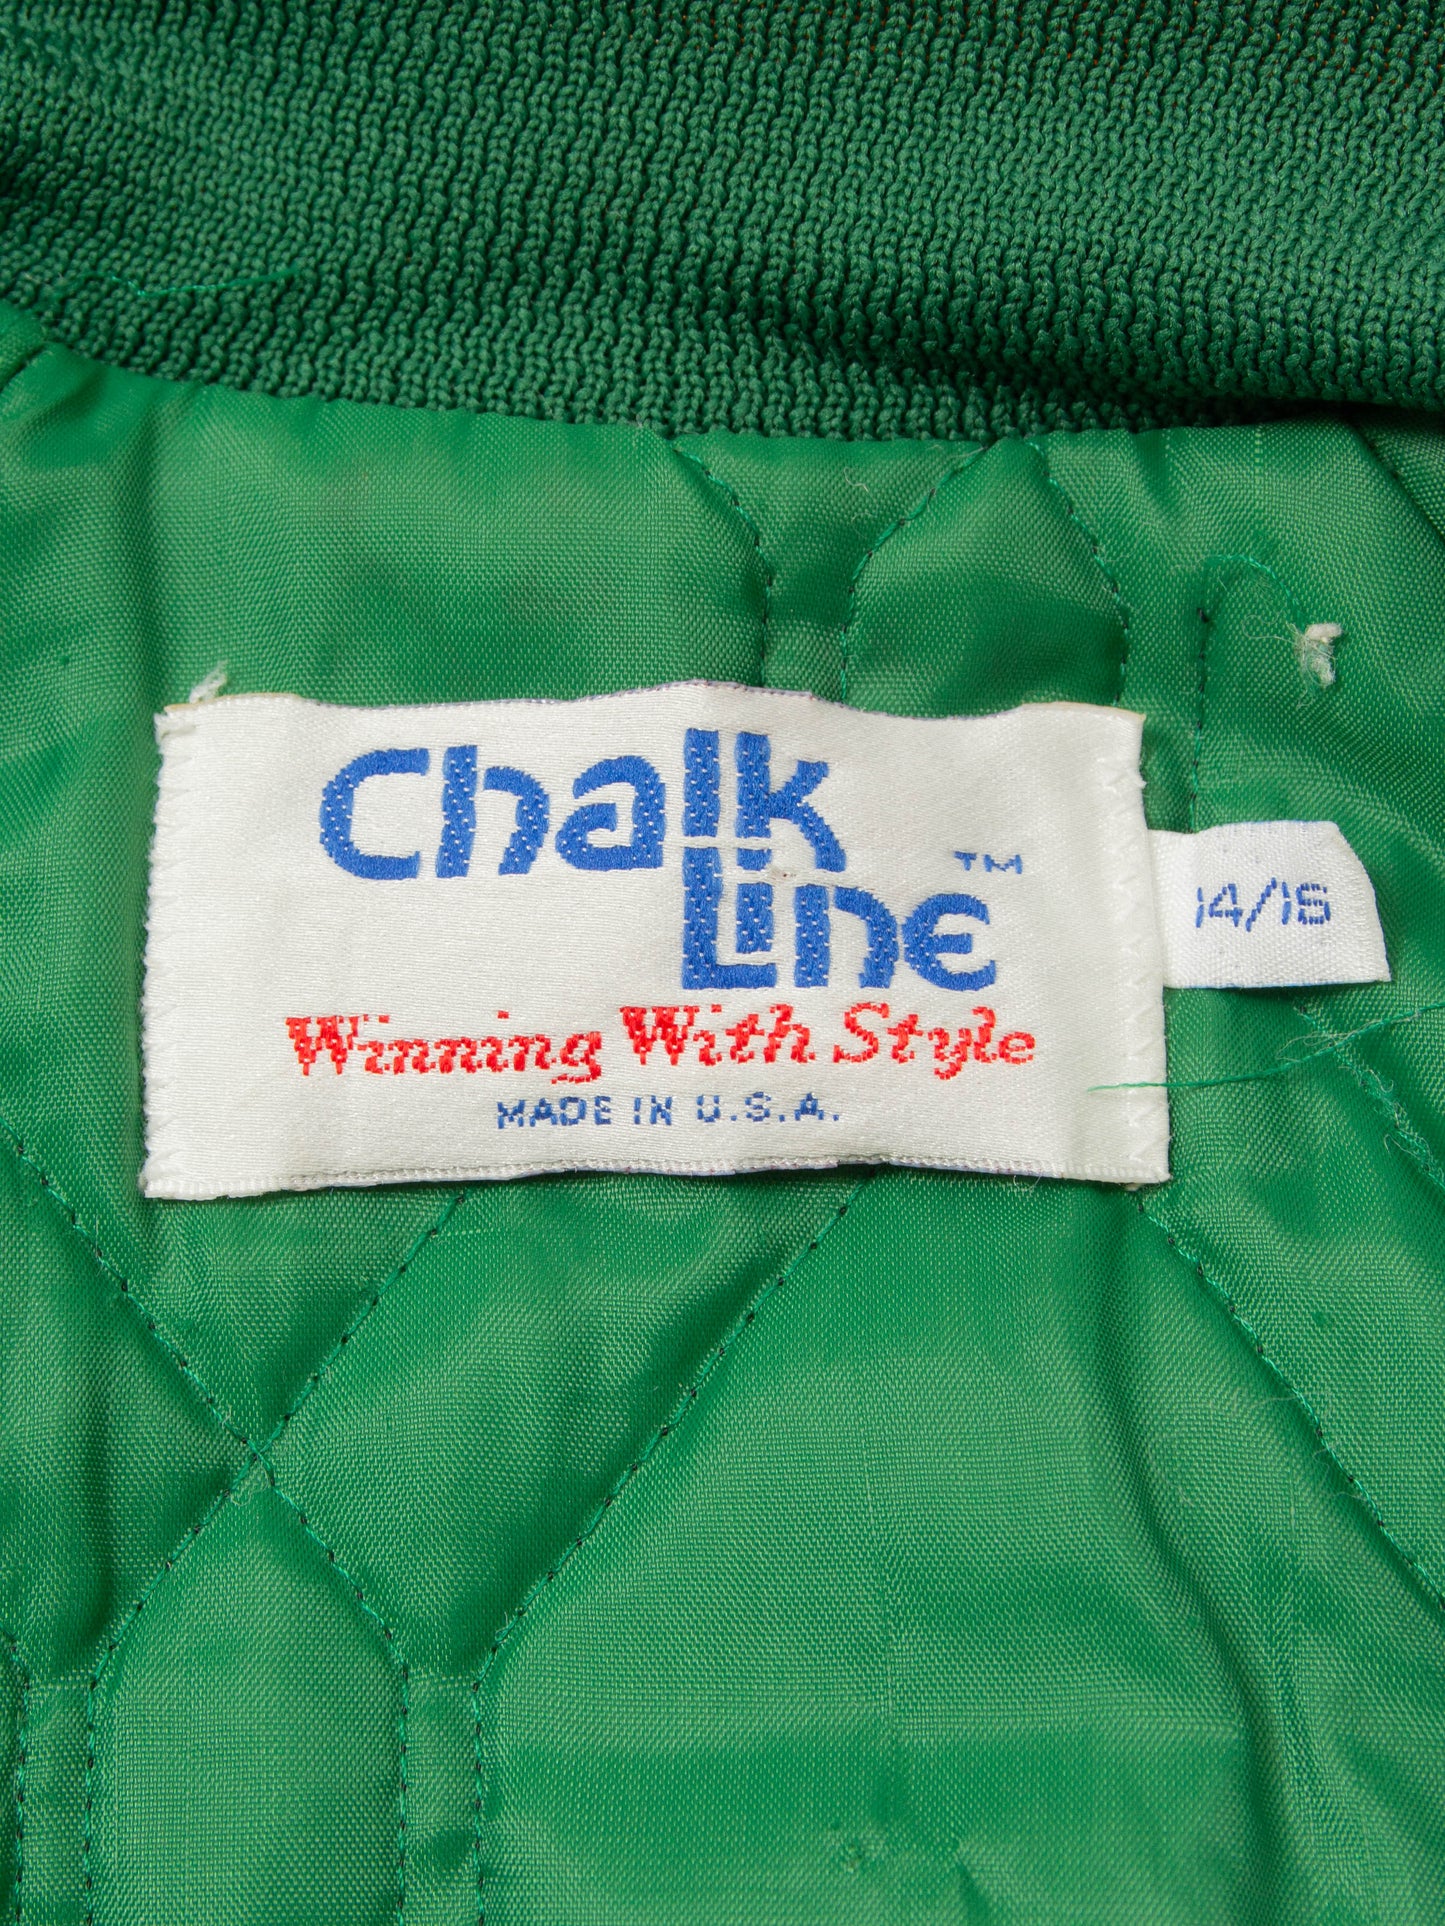 Chalk
Line™
Winning With Style
MADE IN U.S.A.
14/16